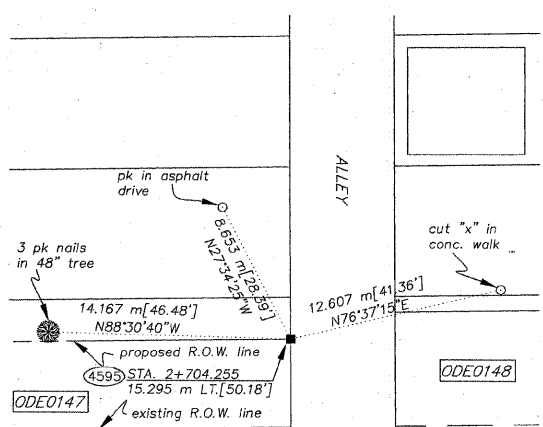 ALLEY
pk in asphalt
drive
8.653 m[28.39']
N27°34'25"W
cut "x" in
conc. walk
3 pk nails
in 48" tree
14.167 m[46.48']
N88°30'40"W
12.607 m[41.36']
N76°37'15"E
proposed R.O.W. line
4595 STA. 2+704.255
15.295 m LT.[50.18']
ODE0147
ODE0148
existing R.O.W. line